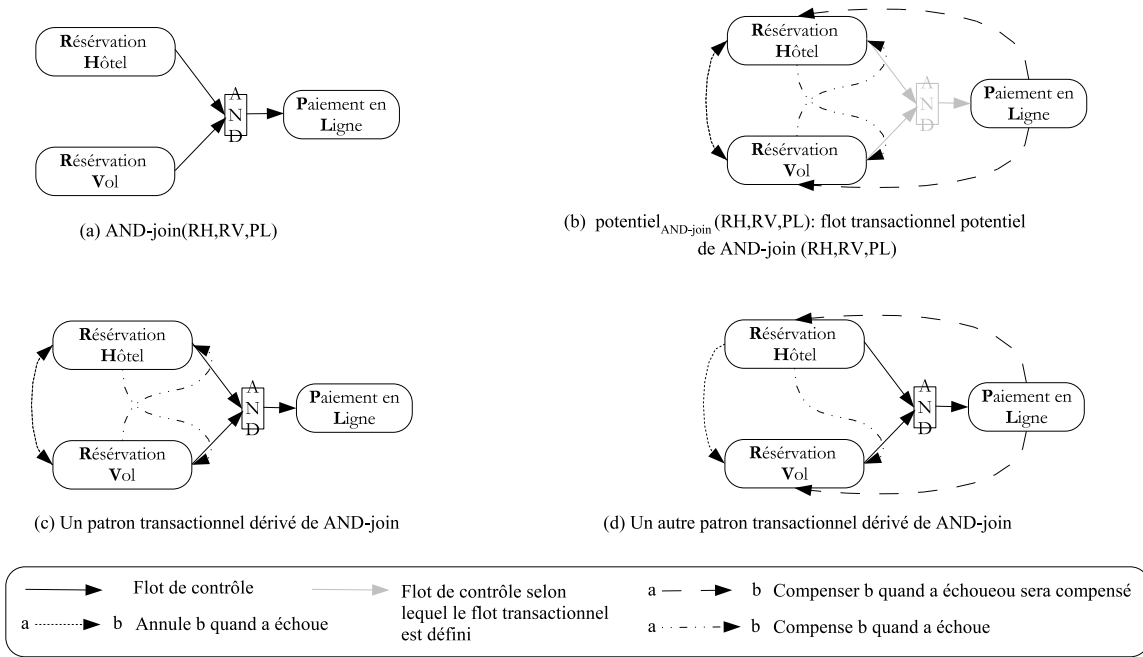 Résérvation
Hôtel
A
N
D
Paiement en
Ligne
Résérvation
Vol
(a) AND-join(RH,RV,PL)
Résérvation
Hôtel
A
N
D
Paiement en
Ligne
Résérvation
Vol
(b) potentiel AND-join (RH,RV,PL): flot transactionnel potentiel
de AND-join (RH,RV,PL)
Résérvation
Hôtel
A
N
D
Paiement en
Ligne
Résérvation
Vol
(c) Un patron transactionnel dérivé de AND-join
Résérvation
Hôtel
A
N
D
Paiement en
Ligne
Résérvation
Vol
(d) Un autre patron transactionnel dérivé de AND-join
Flot de contrôle
a b Annule b quand a échoue
Flot de contrôle selon
lequel le flot transactionnel
est défini
a b Compenser b quand a échoueou sera compensé
a b Compense b quand a échoue